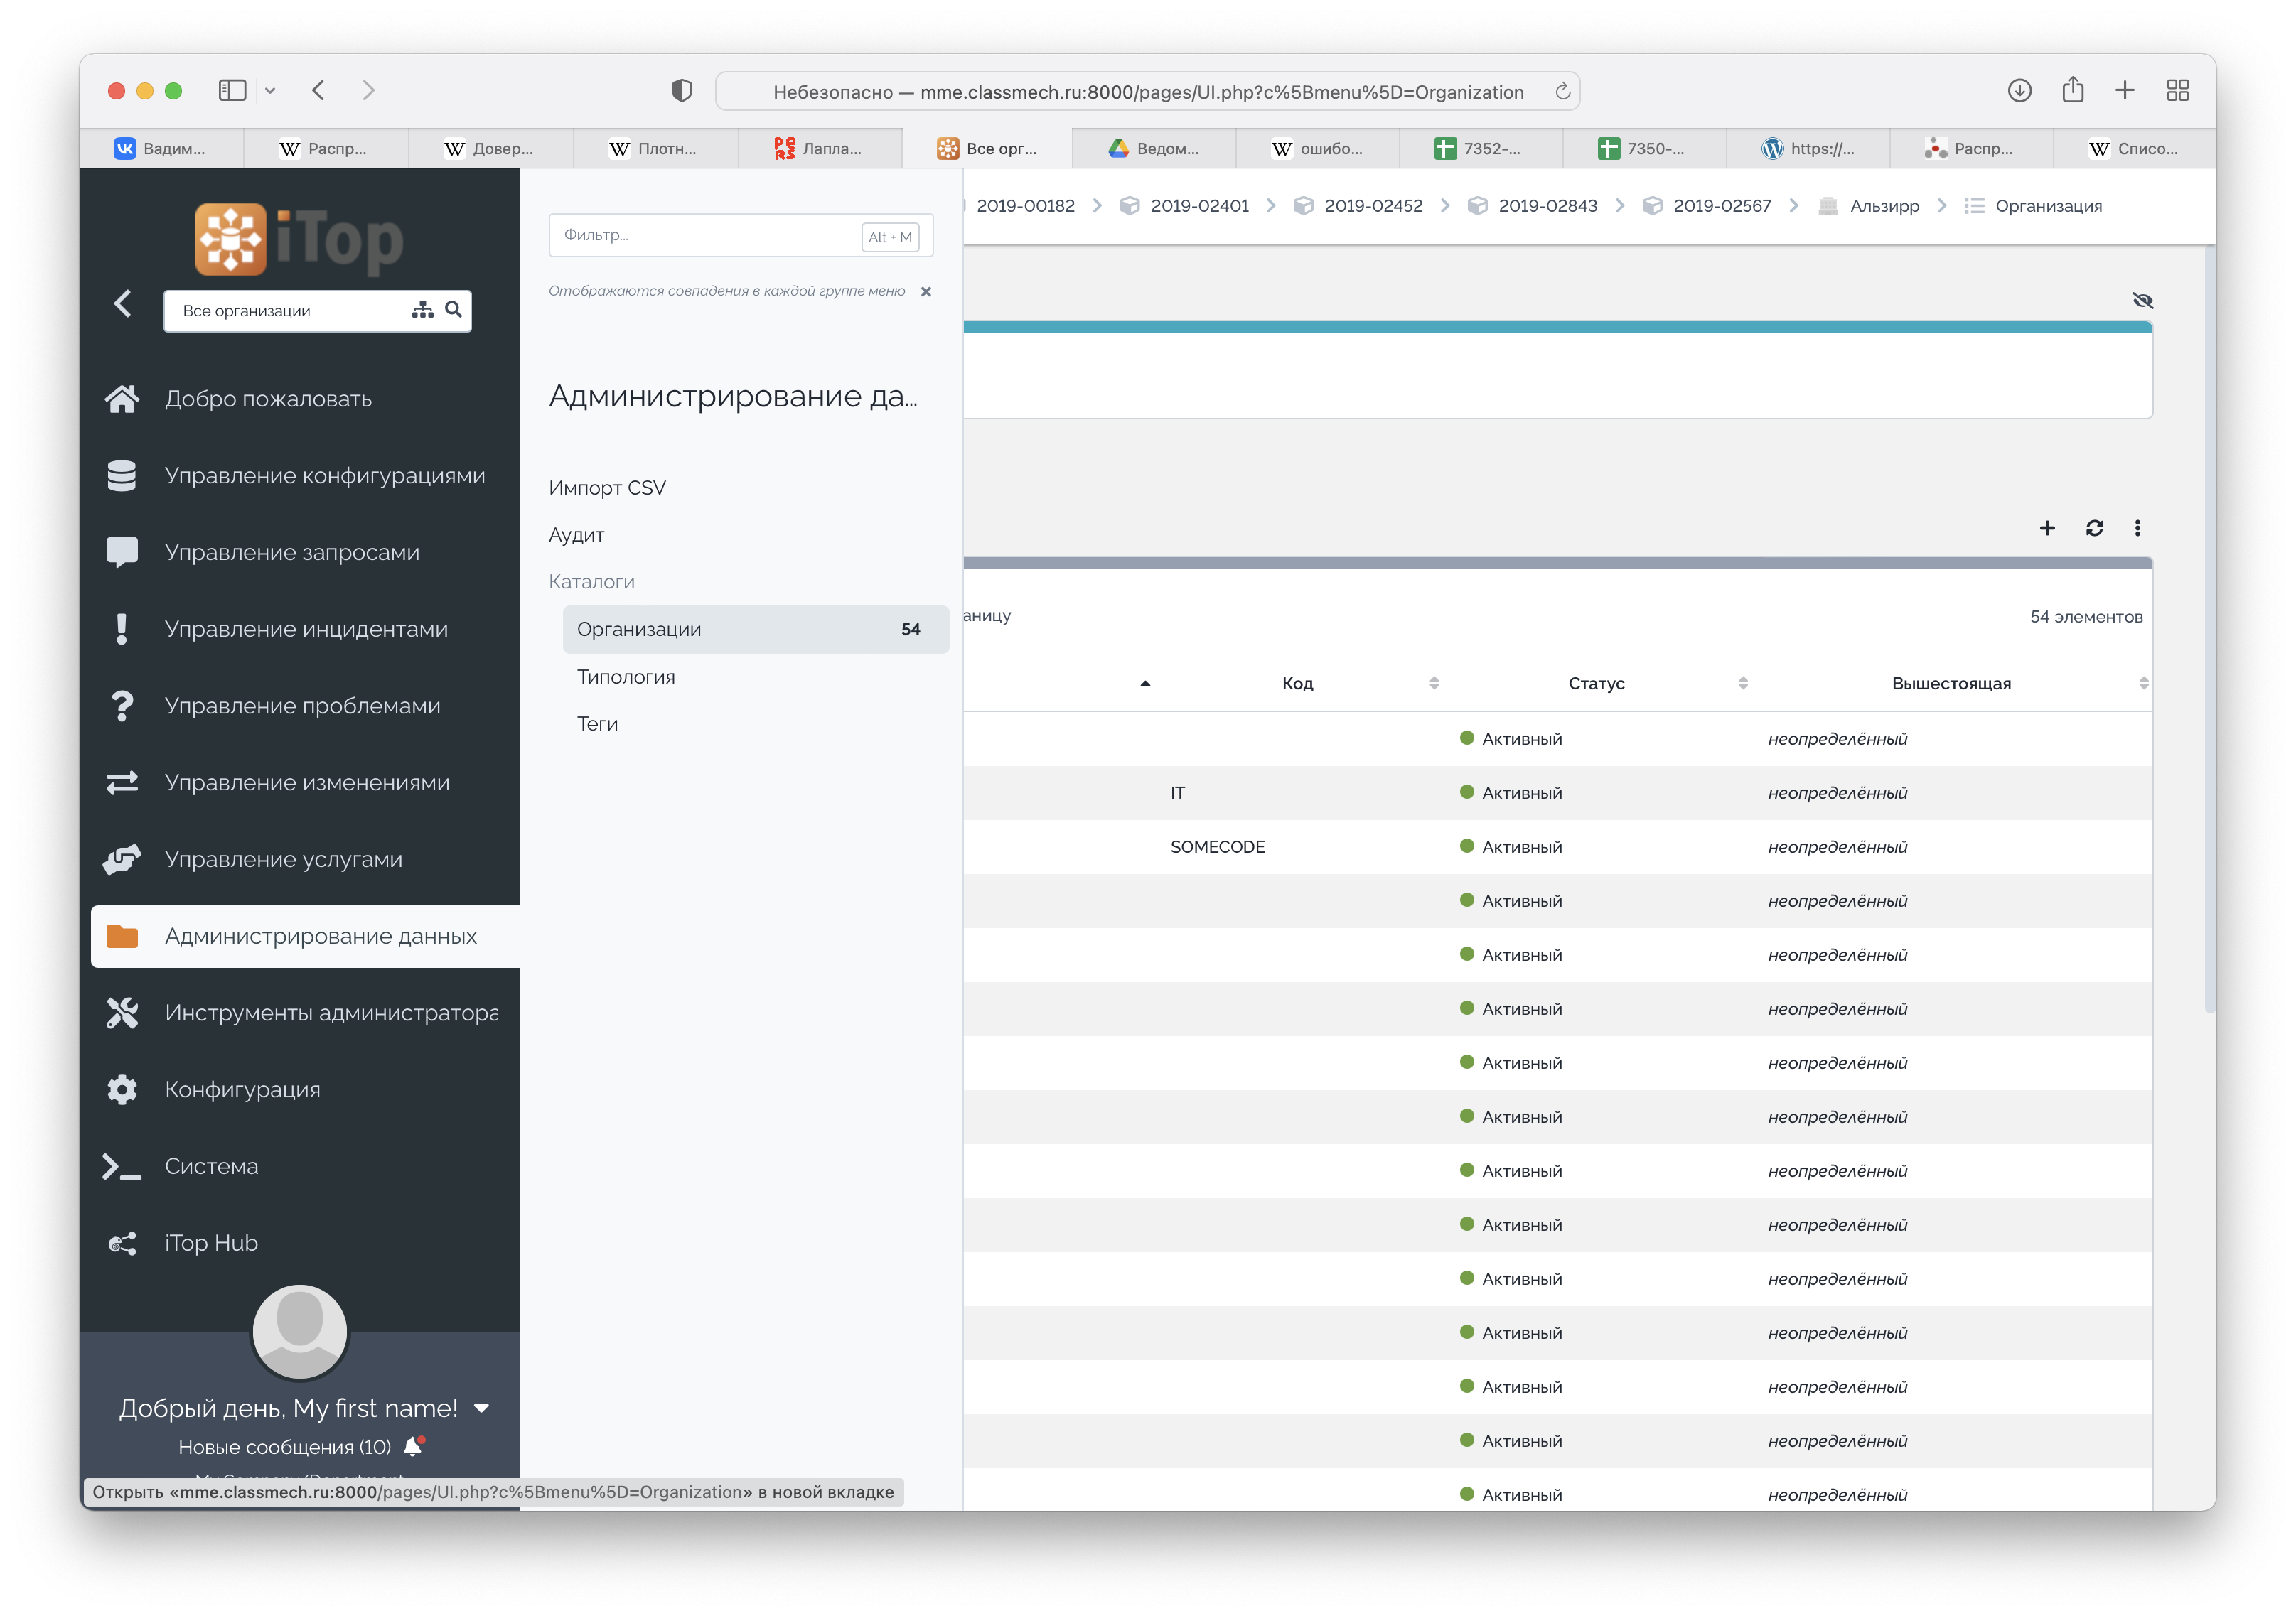 Небезопасно — mme.classmech.ru:8000/pages/UI.php?c%5Bmenu%5D=Organization
Вадим...
Распр...
Довер...
Плотн...
Лапла...
Все орг...
Ведом...
ошибо...
7352-...
7350-...
https://...
Распр...
Списо...
iTop
Все организации
Добро пожаловать
Управление конфигурациями
Управление запросами
Управление инцидентами
Управление проблемами
Управление изменениями
Управление услугами
Администрирование данных
Инструменты администратора
Конфигурация
Система
iTop Hub
Добрый день, My first name!
Новые сообщения (10)
Открыть «mme.classmech.ru:8000/pages/UI.php?c%5Bmenu%5D=Organization» в новой вкладке
Фильтр...
Alt + M
Отображаются совпадения в каждой группе меню
Администрирование да...
Импорт CSV
Аудит
Каталоги
Организации 54
Типология
Теги
2019-00182 2019-02401 2019-02452 2019-02843 2019-02567 Альзирр Организация
аницу 54 элементов
Код Статус Вышестоящая
Активный неопределённый
IT Активный неопределённый
SOMECODE Активный неопределённый
Активный неопределённый
Активный неопределённый
Активный неопределённый
Активный неопределённый
Активный неопределённый
Активный неопределённый
Активный неопределённый
Активный неопределённый
Активный неопределённый
Активный неопределённый
Активный неопределённый
Активный неопределённый